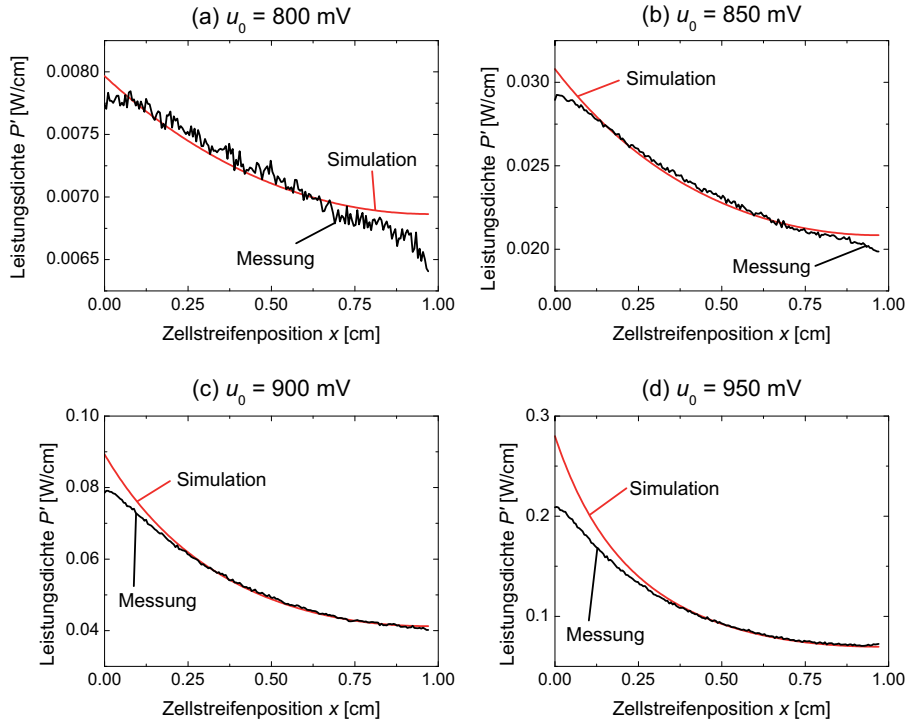 (a) u₀ = 800 mV
Leistungsdichte P′ [W/cm]
0.0080
0.0075
0.0070
0.0065
Simulation
Messung
0.00 0.25 0.50 0.75 1.00
Zellstreifenposition x [cm]
(b) u₀ = 850 mV
Leistungsdichte P′ [W/cm]
0.030
0.025
0.020
Simulation
Messung
0.00 0.25 0.50 0.75 1.00
Zellstreifenposition x [cm]
(c) u₀ = 900 mV
Leistungsdichte P′ [W/cm]
0.10
0.08
0.06
0.04
Simulation
Messung
0.00 0.25 0.50 0.75 1.00
Zellstreifenposition x [cm]
(d) u₀ = 950 mV
Leistungsdichte P′ [W/cm]
0.3
0.2
0.1
Simulation
Messung
0.00 0.25 0.50 0.75 1.00
Zellstreifenposition x [cm]